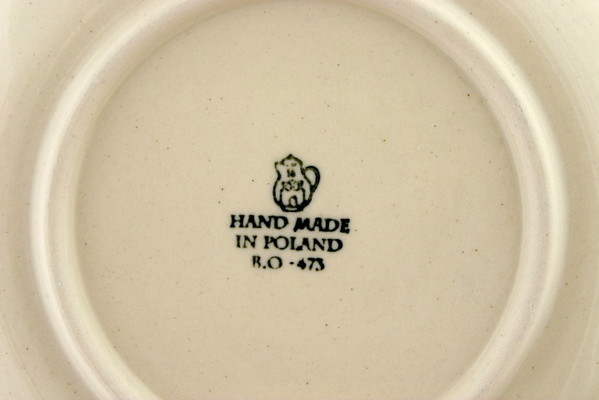 HAND MADE
IN POLAND
B.O - 473